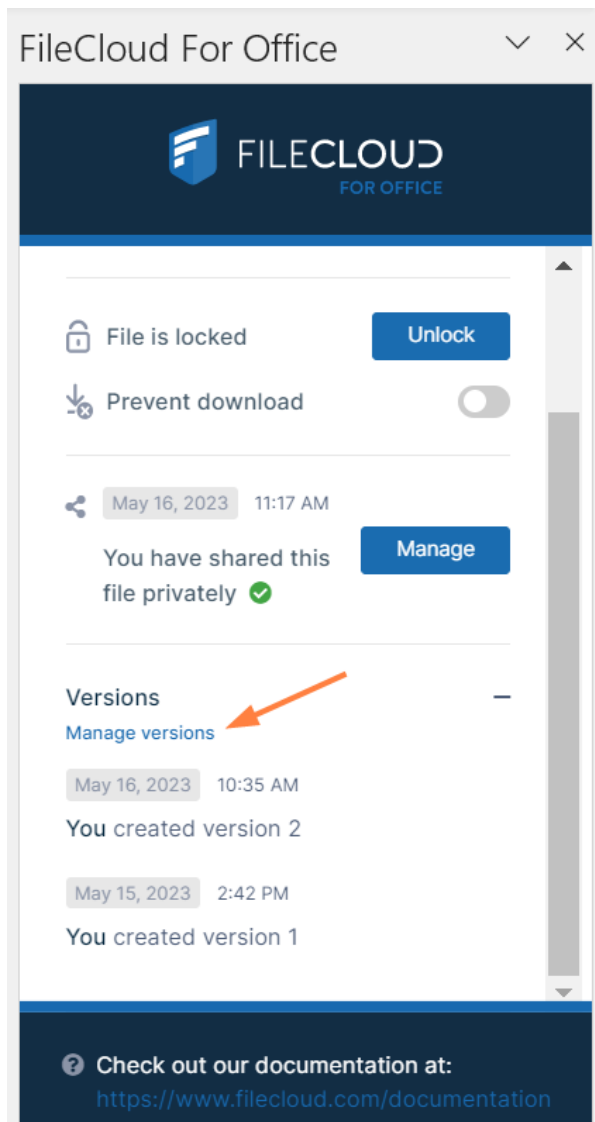 FileCloud For Office
FILECLOUD
FOR OFFICE
File is locked
Unlock
Prevent download
May 16, 2023 11:17 AM
You have shared this
file privately
Manage
Versions
Manage versions
May 16, 2023 10:35 AM
You created version 2
May 15, 2023 2:42 PM
You created version 1
Check out our documentation at:
https://www.filecloud.com/documentation